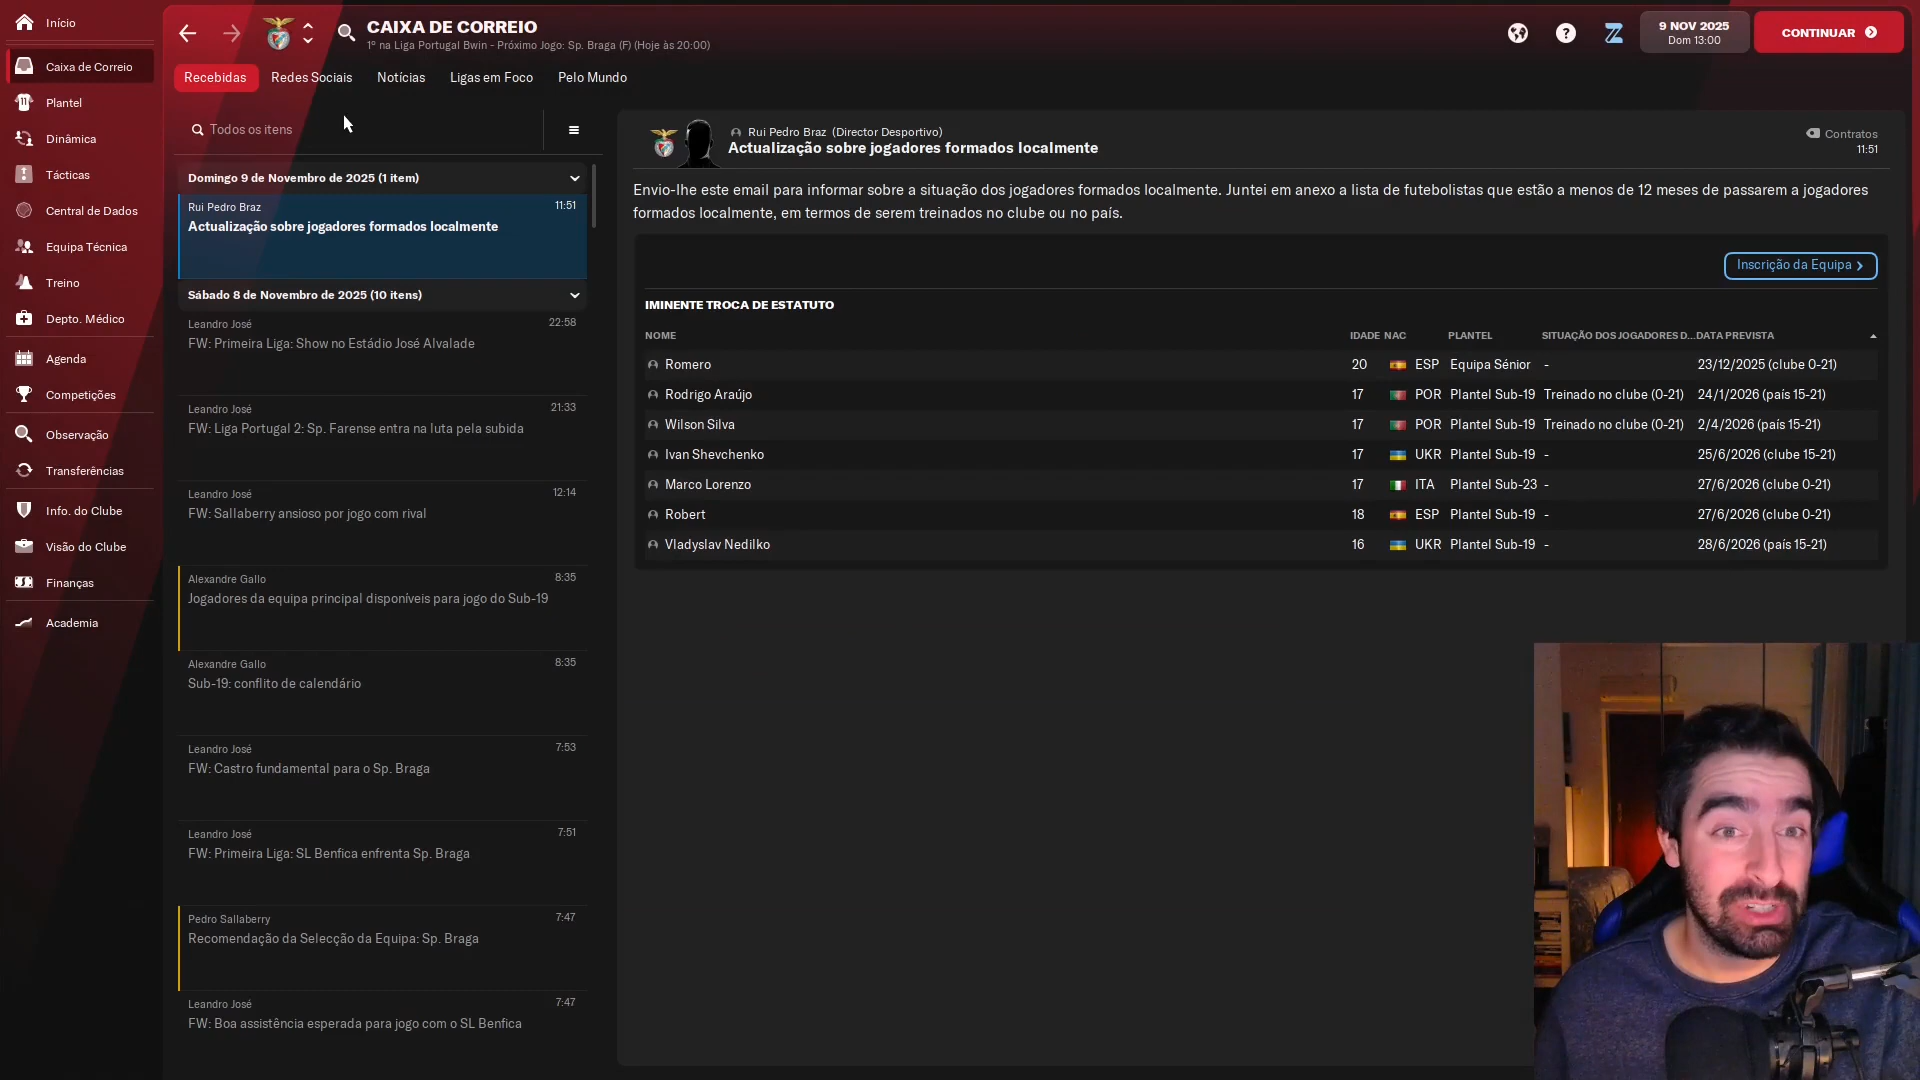 Início
Caixa de Correio
Plantel
Dinâmica
Tácticas
Central de Dados
Equipa Técnica
Treino
Depto. Médico
Agenda
Competições
Observação
Transferências
Info. do Clube
Visão do Clube
Finanças
Academia
CAIXA DE CORREIO
1º na Liga Portugal Bwin - Próximo Jogo: Sp. Braga (F) (Hoje às 20:00)
9 NOV 2025
Dom 13:00
CONTINUAR
Recebidas Redes Sociais Notícias Ligas em Foco Pelo Mundo
Todos os itens
Domingo 9 de Novembro de 2025 (1 item)
Rui Pedro Braz 11:51
Actualização sobre jogadores formados localmente
Sábado 8 de Novembro de 2025 (10 itens)
Leandro José 22:58
FW: Primeira Liga: Show no Estádio José Alvalade
Leandro José 21:33
FW: Liga Portugal 2: Sp. Farense entra na luta pela subida
Leandro José 12:14
FW: Sallaberry ansioso por jogo com rival
Alexandre Gallo 8:35
Jogadores da equipa principal disponíveis para jogo do Sub-19
Alexandre Gallo 8:35
Sub-19: conflito de calendário
Leandro José 7:53
FW: Castro fundamental para o Sp. Braga
Leandro José 7:51
FW: Primeira Liga: SL Benfica enfrenta Sp. Braga
Pedro Sallaberry 7:47
Recomendação da Selecção da Equipa: Sp. Braga
Leandro José 7:47
FW: Boa assistência esperada para jogo com o SL Benfica
Rui Pedro Braz (Director Desportivo)
Actualização sobre jogadores formados localmente
Contratos
11:51
Envio-lhe este email para informar sobre a situação dos jogadores formados localmente. Juntei em anexo a lista de futebolistas que estão a menos de 12 meses de passarem a jogadores
formados localmente, em termos de serem treinados no clube ou no país.
Inscrição da Equipa
IMINENTE TROCA DE ESTATUTO
NOME IDADE NAC PLANTEL SITUAÇÃO DOS JOGADORES D... DATA PREVISTA
Romero 20 ESP Equipa Sénior - 23/12/2025 (clube 0-21)
Rodrigo Araújo 17 POR Plantel Sub-19 Treinado no clube (0-21) 24/1/2026 (país 15-21)
Wilson Silva 17 POR Plantel Sub-19 Treinado no clube (0-21) 2/4/2026 (país 15-21)
Ivan Shevchenko 17 UKR Plantel Sub-19 - 25/6/2026 (clube 15-21)
Marco Lorenzo 17 ITA Plantel Sub-23 - 27/6/2026 (clube 0-21)
Robert 18 ESP Plantel Sub-19 - 27/6/2026 (clube 0-21)
Vladyslav Nedilko 16 UKR Plantel Sub-19 - 28/6/2026 (país 15-21)